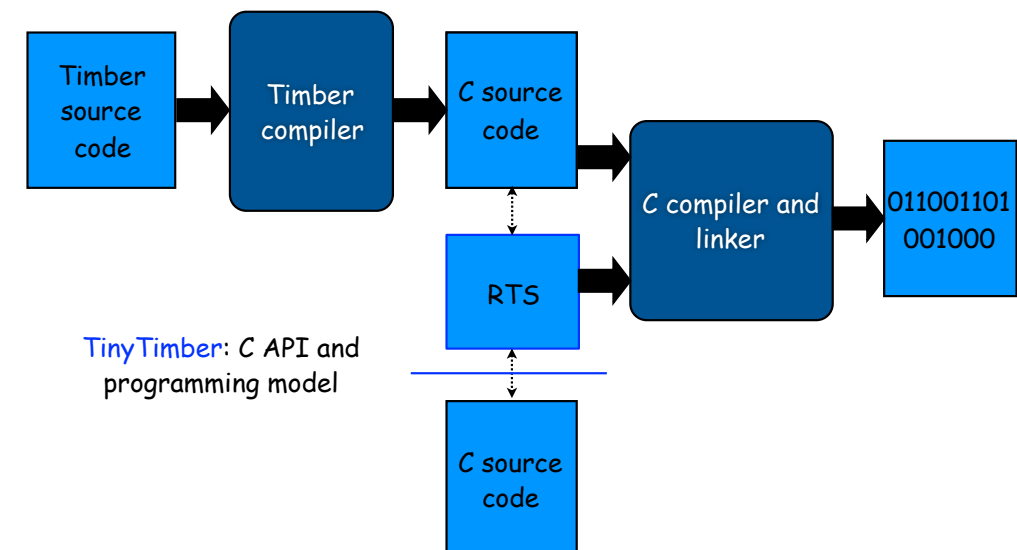 Timber
source
code
Timber
compiler
C source
code
C compiler and
linker
011001101
001000
RTS
TinyTimber: C API and
programming model
C source
code